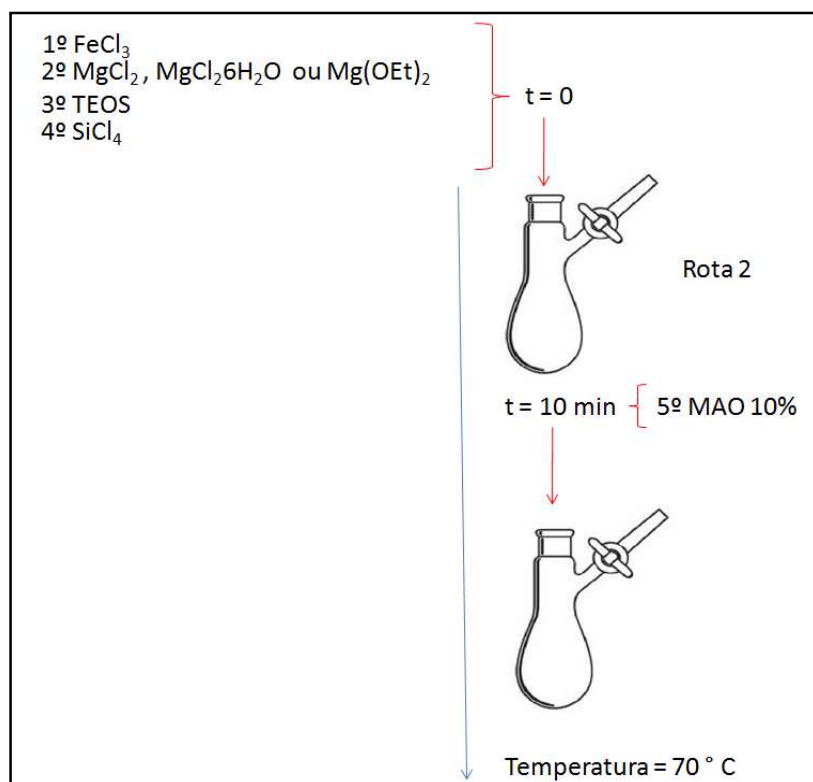 1º FeCl₃
2º MgCl₂ , MgCl₂6H₂O ou Mg(OEt)₂
3º TEOS
4º SiCl₄
t = 0
Rota 2
t = 10 min
5º MAO 10%
Temperatura = 70 ° C